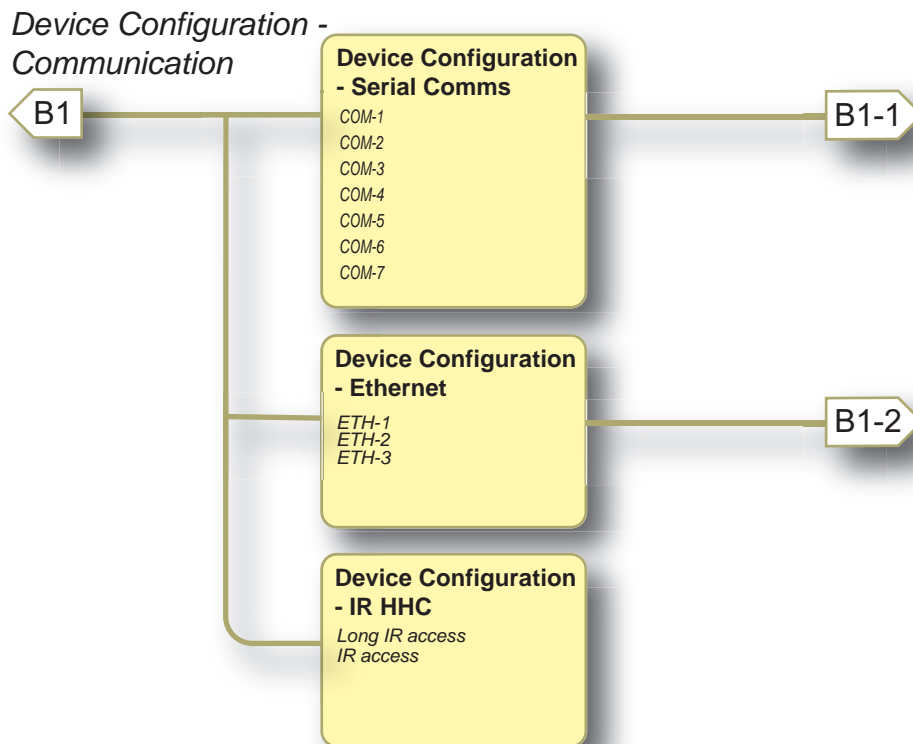 Device Configuration -
Communication
B1
Device Configuration
- Serial Comms
COM-1
COM-2
COM-3
COM-4
COM-5
COM-6
COM-7
B1-1
Device Configuration
- Ethernet
ETH-1
ETH-2
ETH-3
B1-2
Device Configuration
- IR HHC
Long IR access
IR access